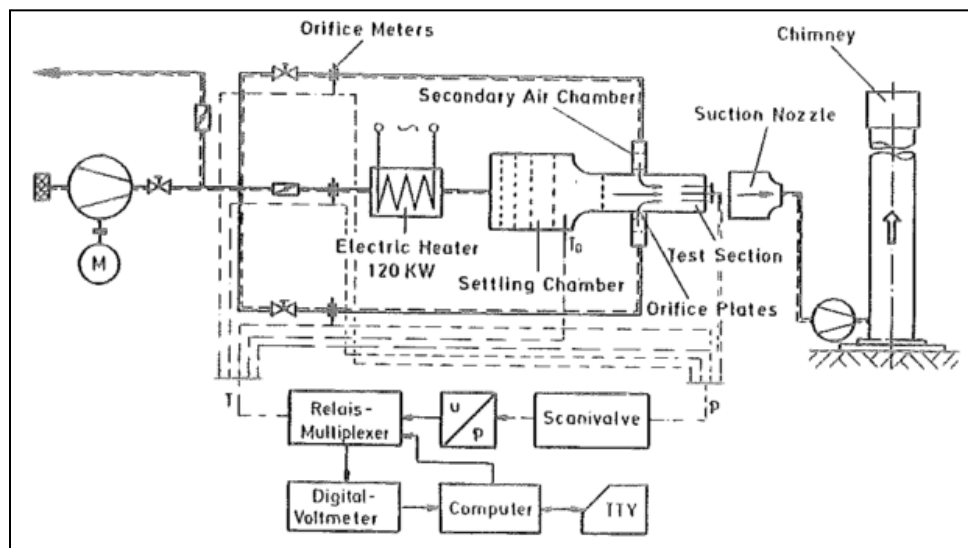 Orifice Meters
Chimney
Secondary Air Chamber
Suction Nozzle
Electric Heater
120 KW
T₀
Settling Chamber
Test Section
Orifice Plates
M
T
p
Relais-
Multiplexer
u
p
Scanivalve
Digital-
Voltmeter
Computer
TTY